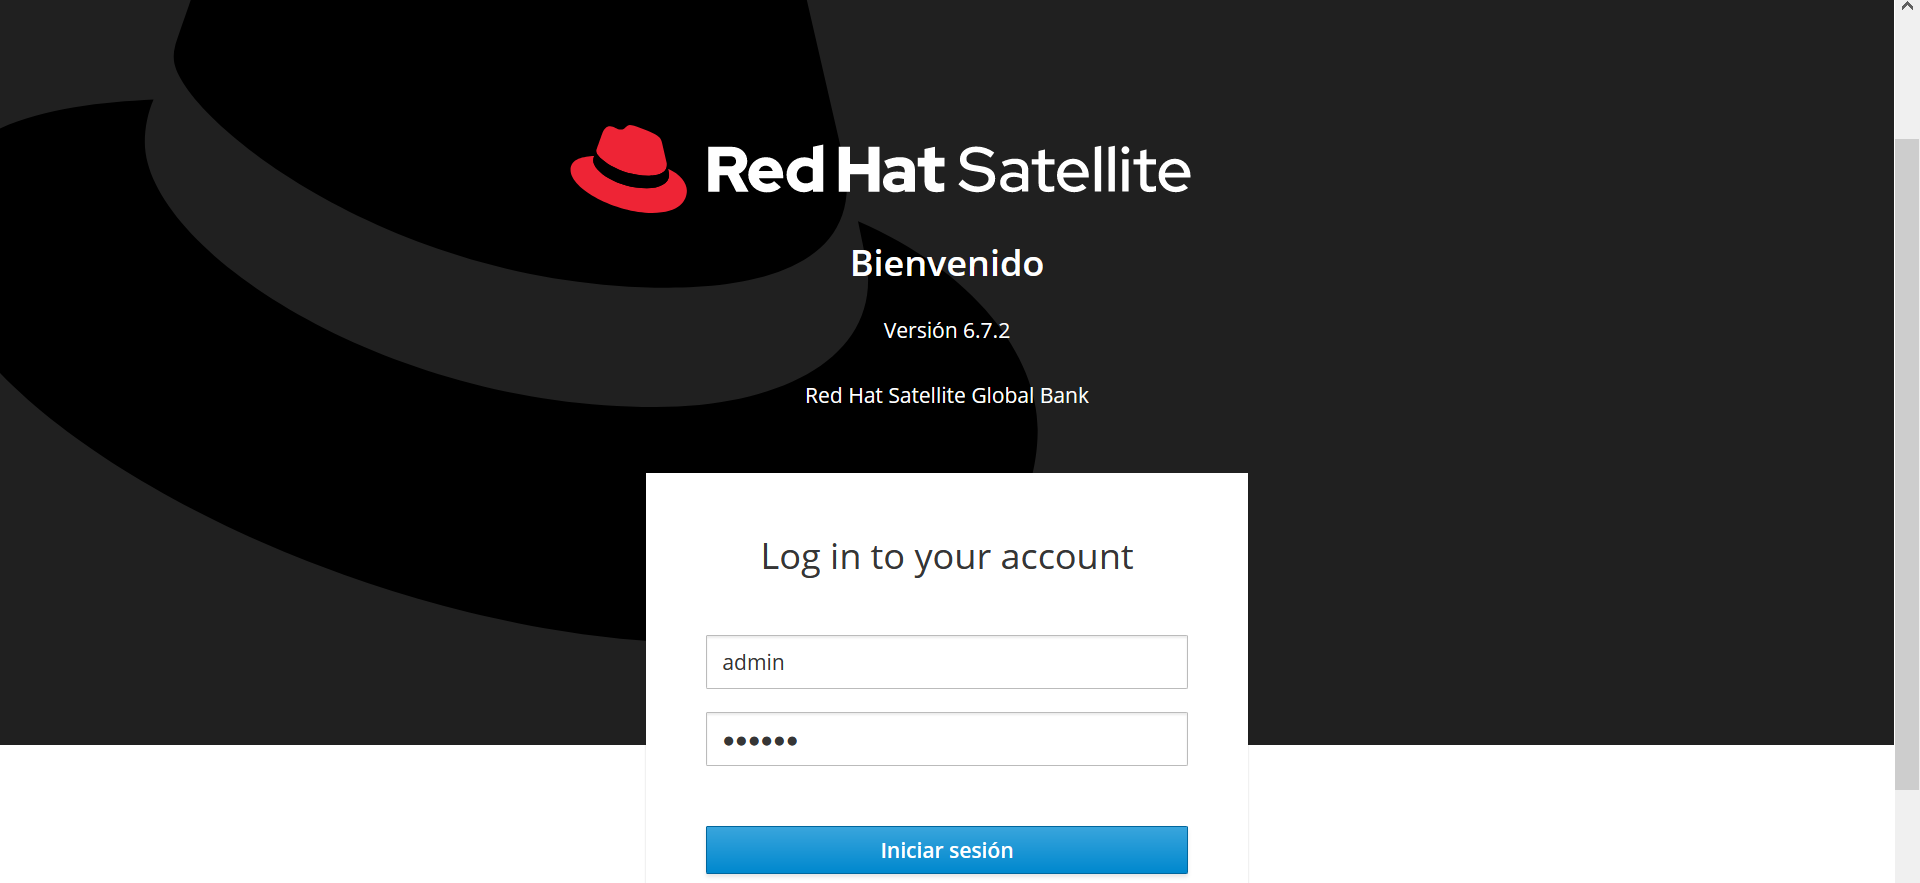 Red Hat Satellite
Bienvenido
Versión 6.7.2
Red Hat Satellite Global Bank
Log in to your account
admin
••••••
Iniciar sesión